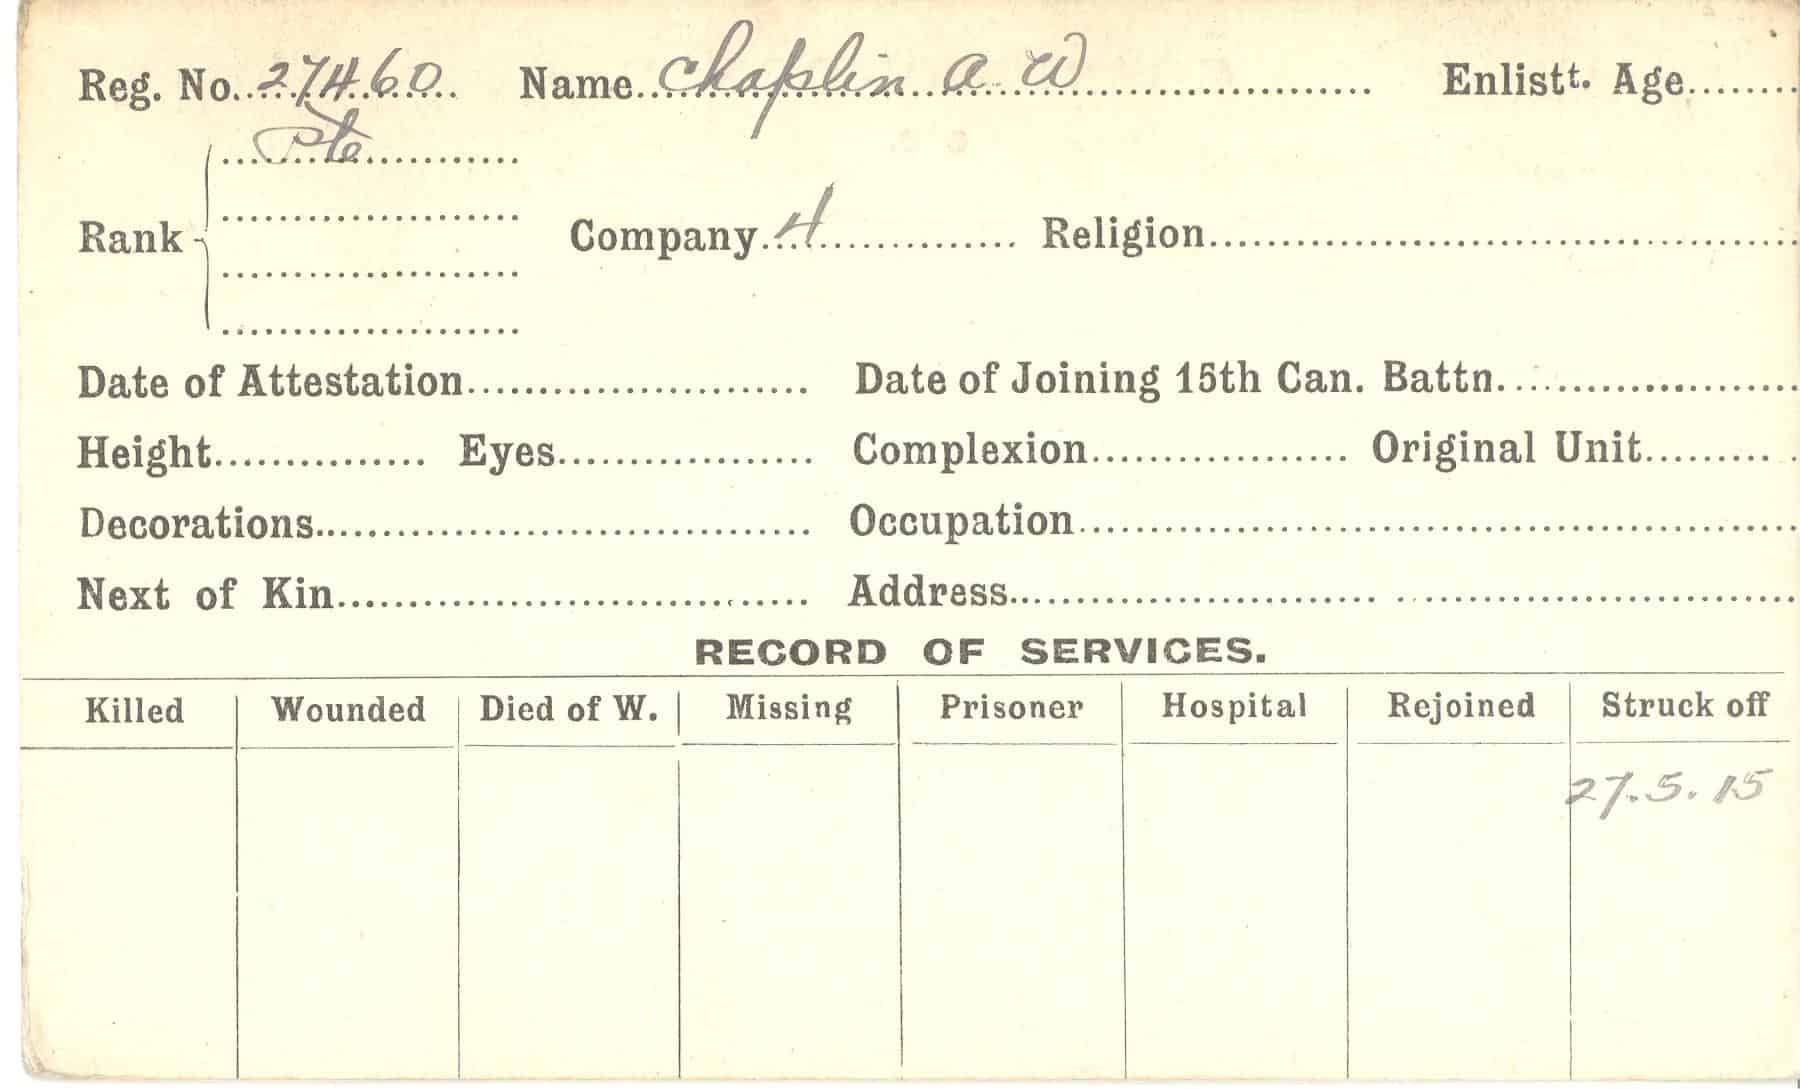 Reg. No. 27460 Name Chaplin A. W Enlistt. Age
Pte
Rank Company 4 Religion
Date of Attestation Date of Joining 15th Can. Battn.
Height Eyes Complexion Original Unit
Decorations Occupation
Next of Kin Address
RECORD OF SERVICES.
Killed Wounded Died of W. Missing Prisoner Hospital Rejoined Struck off
27.5.15